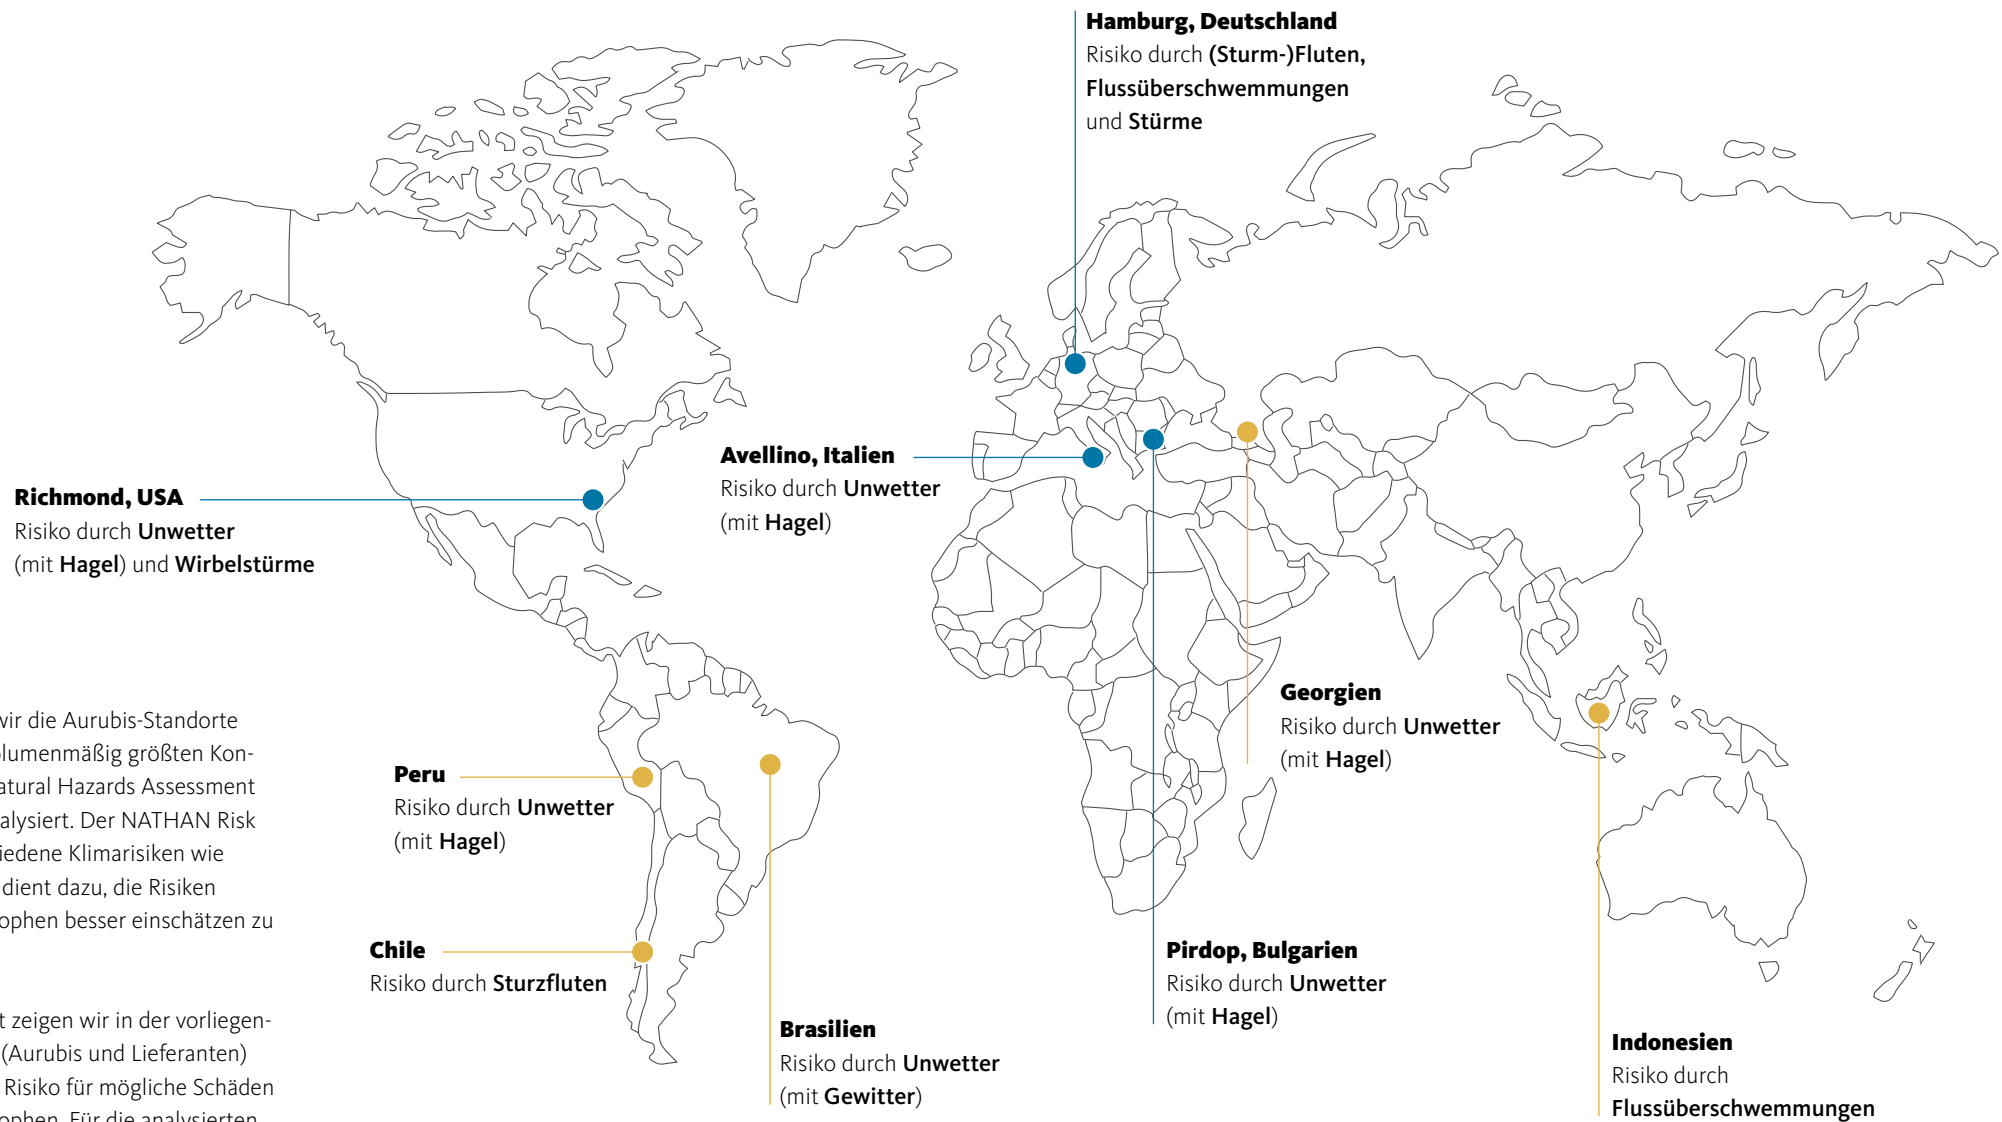 Hamburg, Deutschland
Risiko durch (Sturm-)Fluten,
Flussüberschwemmungen
und Stürme
Avellino, Italien
Risiko durch Unwetter
(mit Hagel)
Richmond, USA
Risiko durch Unwetter
(mit Hagel) und Wirbelstürme
Georgien
Risiko durch Unwetter
(mit Hagel)
wir die Aurubis-Standorte
olumenmäßig größten Kon-
atural Hazards Assessment
alysiert. Der NATHAN Risk
iedene Klimarisiken wie
dient dazu, die Risiken
ophen besser einschätzen zu
Peru
Risiko durch Unwetter
(mit Hagel)
Chile
Risiko durch Sturzfluten
Pirdop, Bulgarien
Risiko durch Unwetter
(mit Hagel)
t zeigen wir in der vorliegen-
(Aurubis und Lieferanten)
Risiko für mögliche Schäden
ophen. Für die analysierten
Brasilien
Risiko durch Unwetter
(mit Gewitter)
Indonesien
Risiko durch
Flussüberschwemmungen